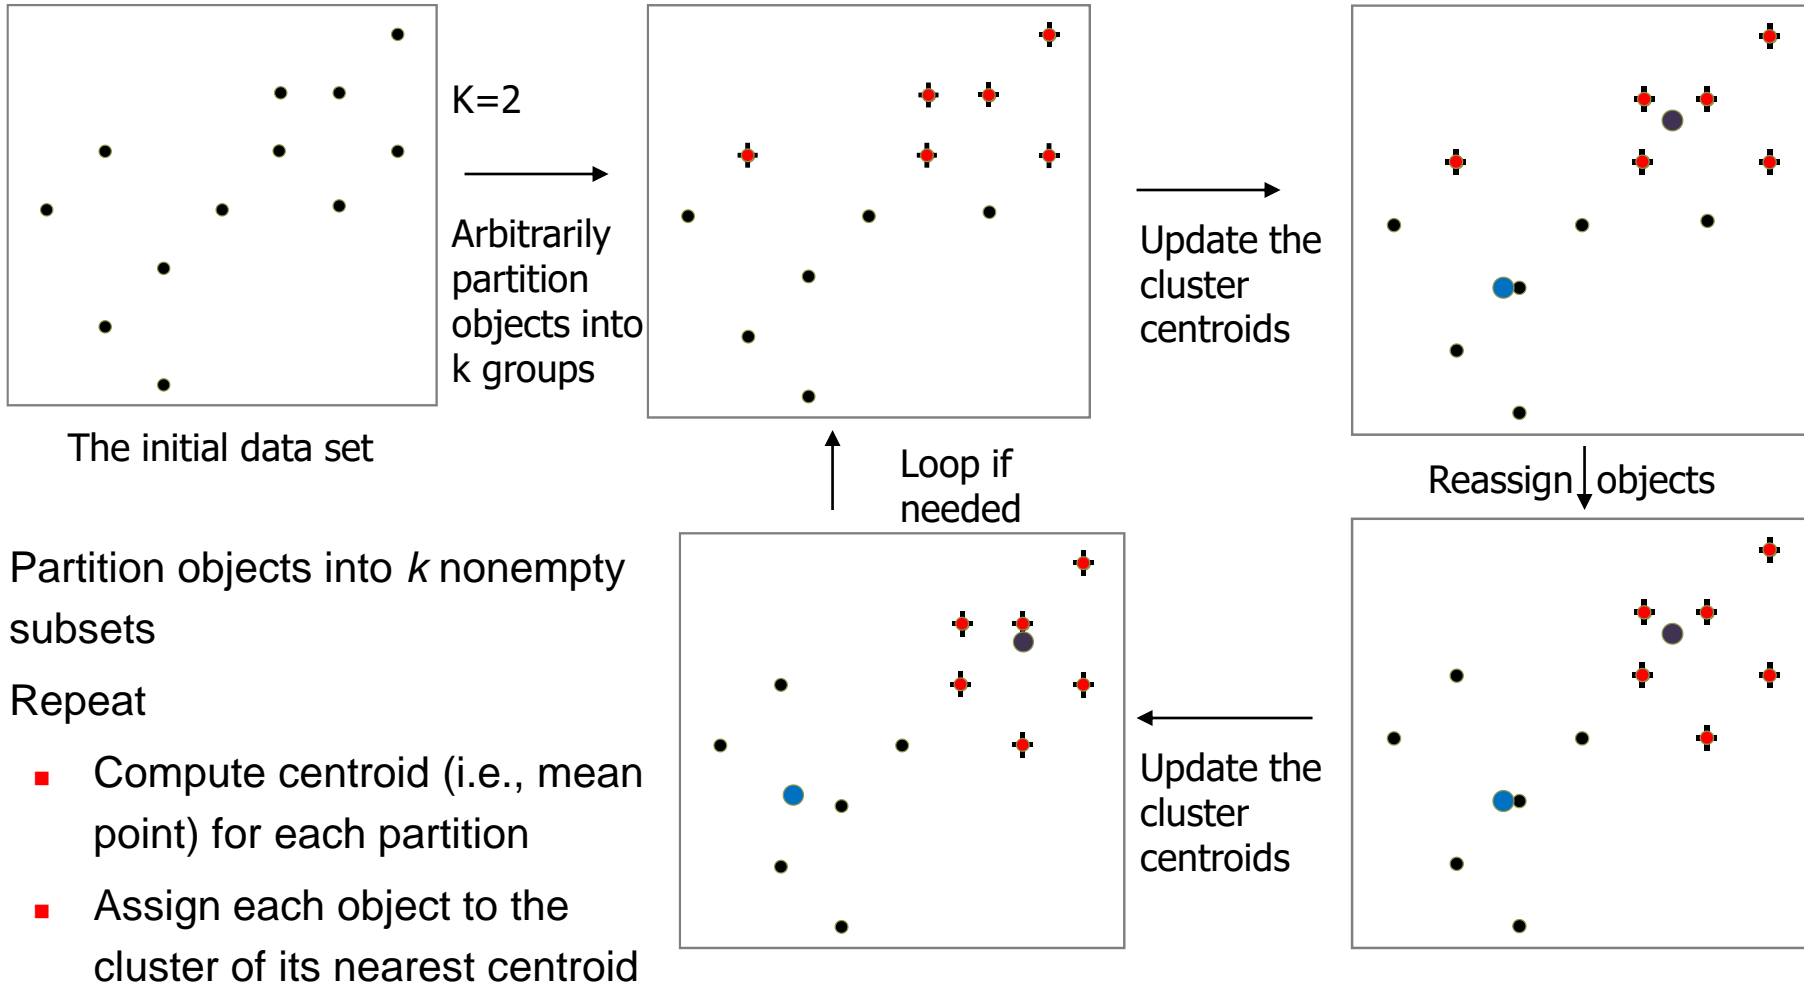 K=2
Arbitrarily
partition
objects into
k groups
Update the
cluster
centroids
The initial data set
Loop if
needed
Reassign objects
Partition objects into k nonempty
subsets
Repeat
Compute centroid (i.e., mean
point) for each partition
Assign each object to the
cluster of its nearest centroid
Update the
cluster
centroids